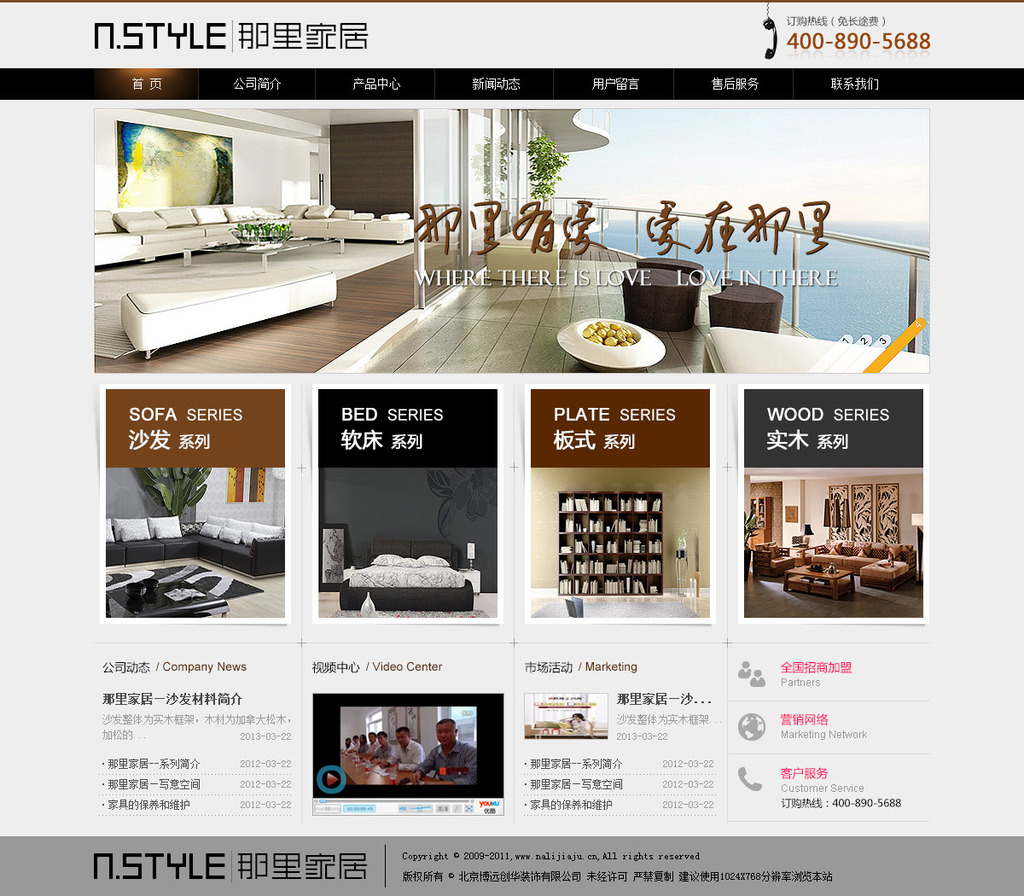 N.STYLE 那里家居
订购热线（免长途费）
400-890-5688
首 页 公司简介 产品中心 新闻动态 用户留言 售后服务 联系我们
那里有爱 爱在那里
WHERE THERE IS LOVE LOVE IN THERE
1 2 3 4
SOFA SERIES
沙发 系列
BED SERIES
软床 系列
PLATE SERIES
板式 系列
WOOD SERIES
实木 系列
公司动态 / Company News
那里家居一沙发材料简介
沙发整体为实木框架，木材为加拿大松木，
加松的...
2013-03-22
· 那里家居--系列简介 2012-03-22
· 那里家居一写意空间 2012-03-22
· 家具的保养和维护 2012-03-22
视频中心 / Video Center
YOUKU
优酷
市场活动 / Marketing
那里家居一沙...
沙发整体为实木框架...
2013-03-22
· 那里家居--系列简介 2012-03-22
· 那里家居一写意空间 2012-03-22
· 家具的保养和维护 2012-03-22
全国招商加盟
Partners
营销网络
Marketing Network
客户服务
Customer Service
订购热线：400-890-5688
N.STYLE 那里家居
Copyright © 2009-2011,www.nalijiaju.cn,All rights reserved
版权所有 © 北京博远创华装饰有限公司 未经许可 严禁复制 建议使用1024X768分辨率浏览本站